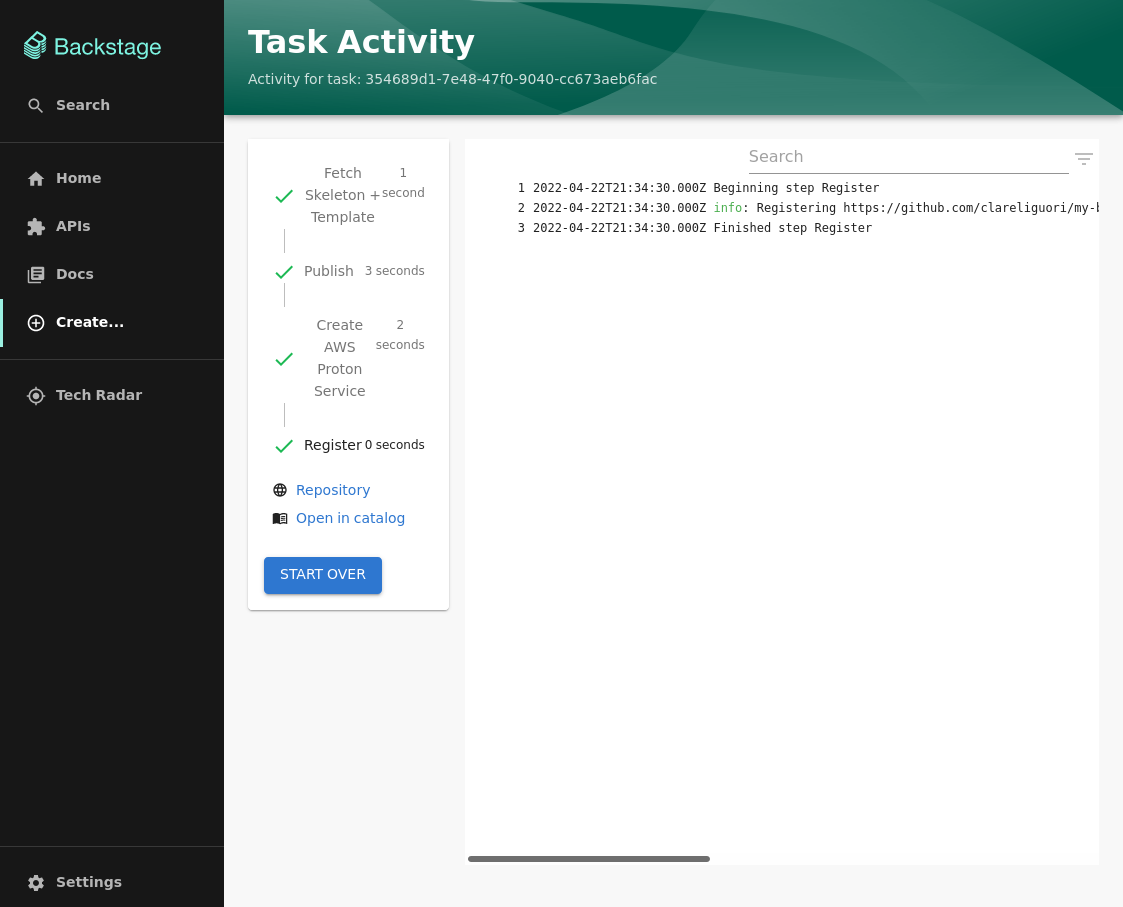 Backstage
Search
Home
APIs
Docs
Create...
Tech Radar
Settings
Task Activity
Activity for task: 354689d1-7e48-47f0-9040-cc673aeb6fac
Fetch
Skeleton +
Template
1
second
Publish 3 seconds
Create
AWS
Proton
Service
2
seconds
Register 0 seconds
Repository
Open in catalog
START OVER
Search
1 2022-04-22T21:34:30.000Z Beginning step Register
2 2022-04-22T21:34:30.000Z info: Registering https://github.com/clareliguori/my-b
3 2022-04-22T21:34:30.000Z Finished step Register